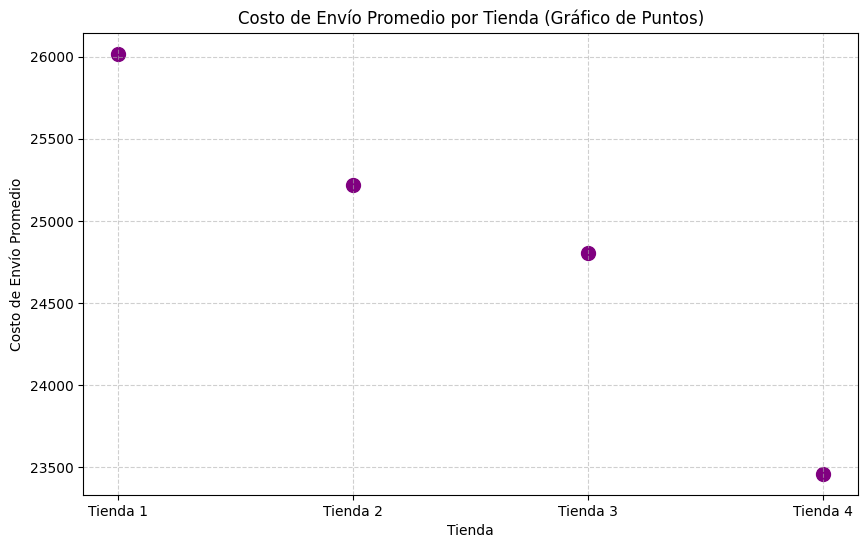 Costo de Envío Promedio por Tienda (Gráfico de Puntos)
Costo de Envío Promedio
26000
25500
25000
24500
24000
23500
Tienda 1
Tienda 2
Tienda 3
Tienda 4
Tienda